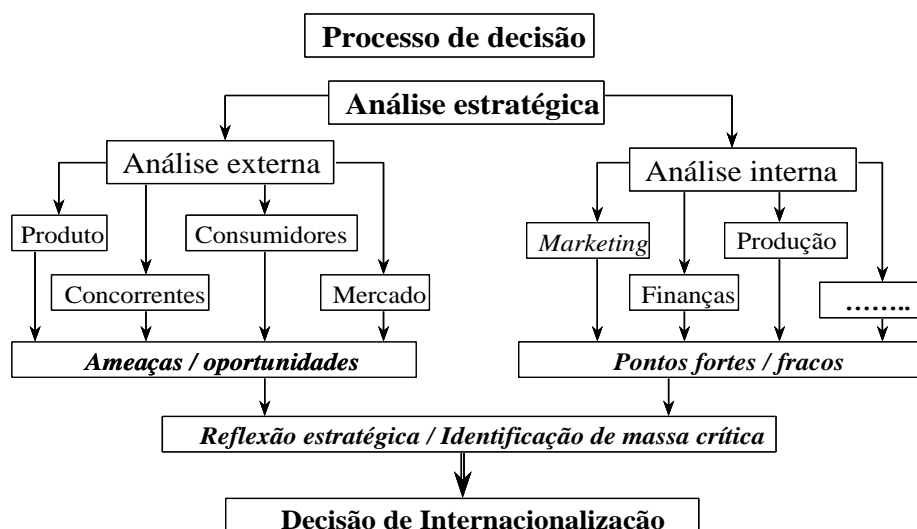 Processo de decisão
Análise estratégica
Análise externa
Análise interna
Produto
Consumidores
Marketing
Produção
Concorrentes
Mercado
Finanças
……..
Ameaças / oportunidades
Pontos fortes / fracos
Reflexão estratégica / Identificação de massa crítica
Decisão de Internacionalização